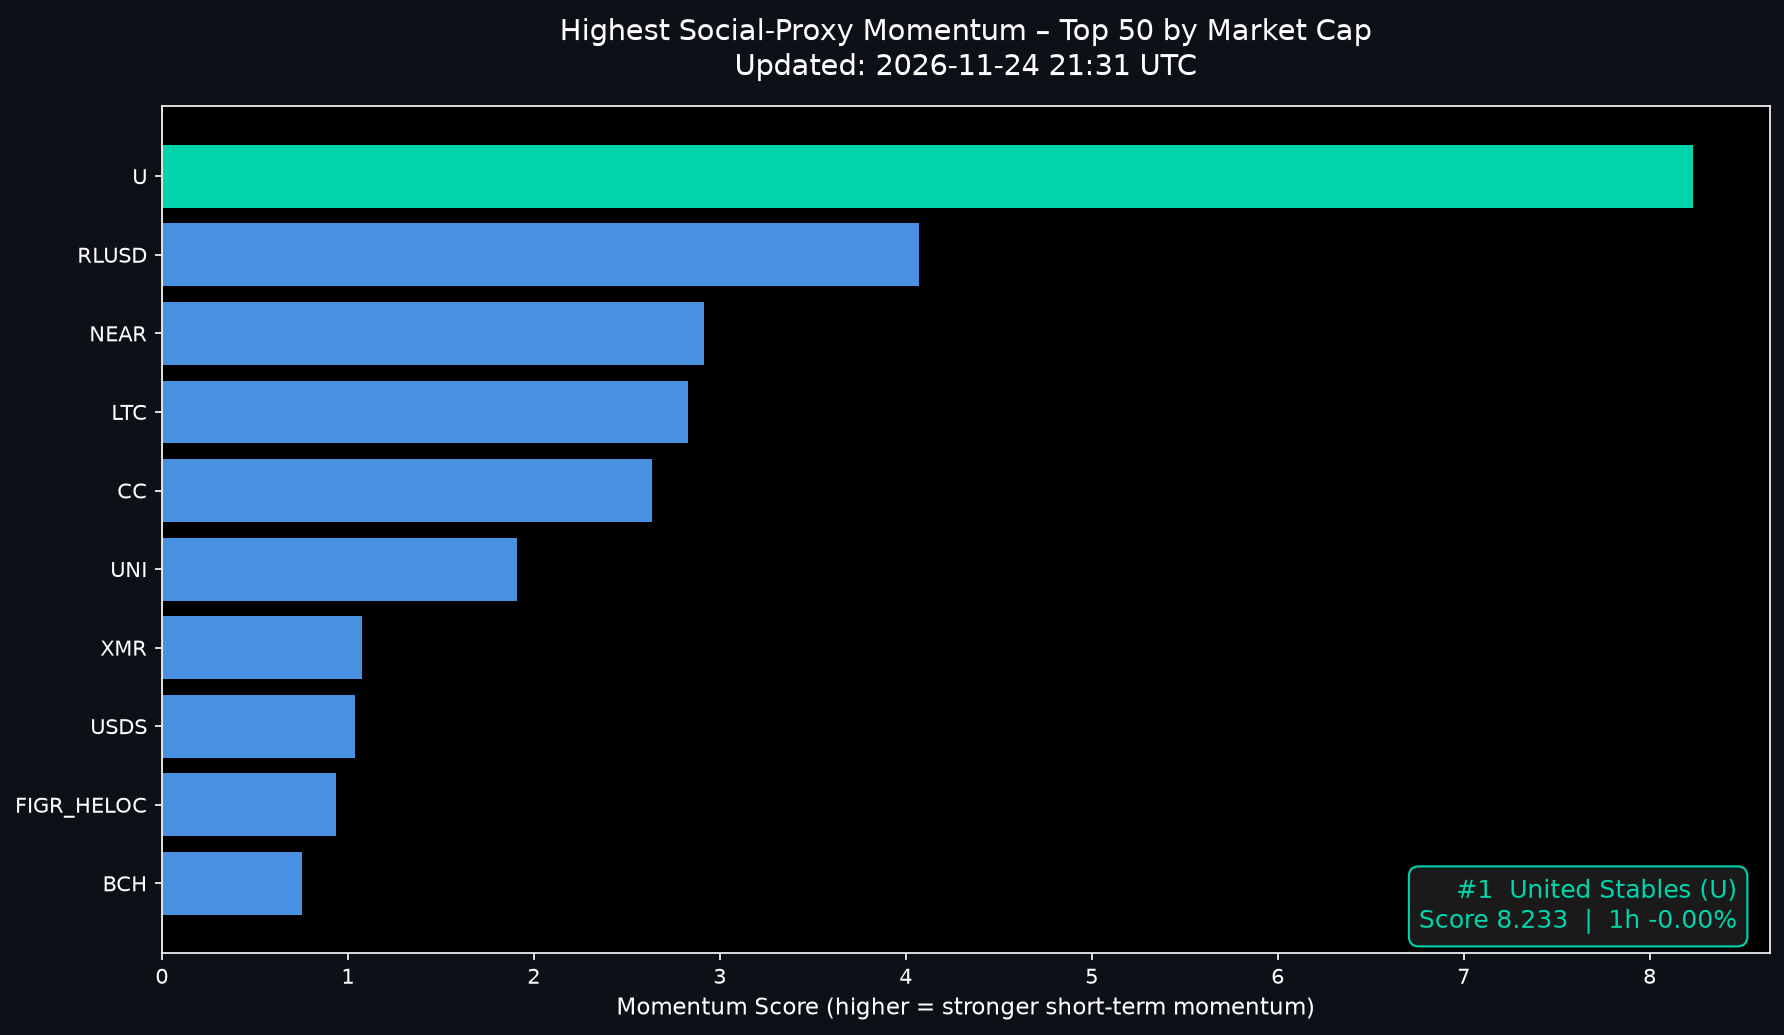 Highest Social-Proxy Momentum – Top 50 by Market Cap
Updated: 2026-11-24 21:31 UTC
U
RLUSD
NEAR
LTC
CC
UNI
XMR
USDS
FIGR_HELOC
BCH
#1  United Stables (U)
Score 8.233  |  1h -0.00%
0 1 2 3 4 5 6 7 8
Momentum Score (higher = stronger short-term momentum)